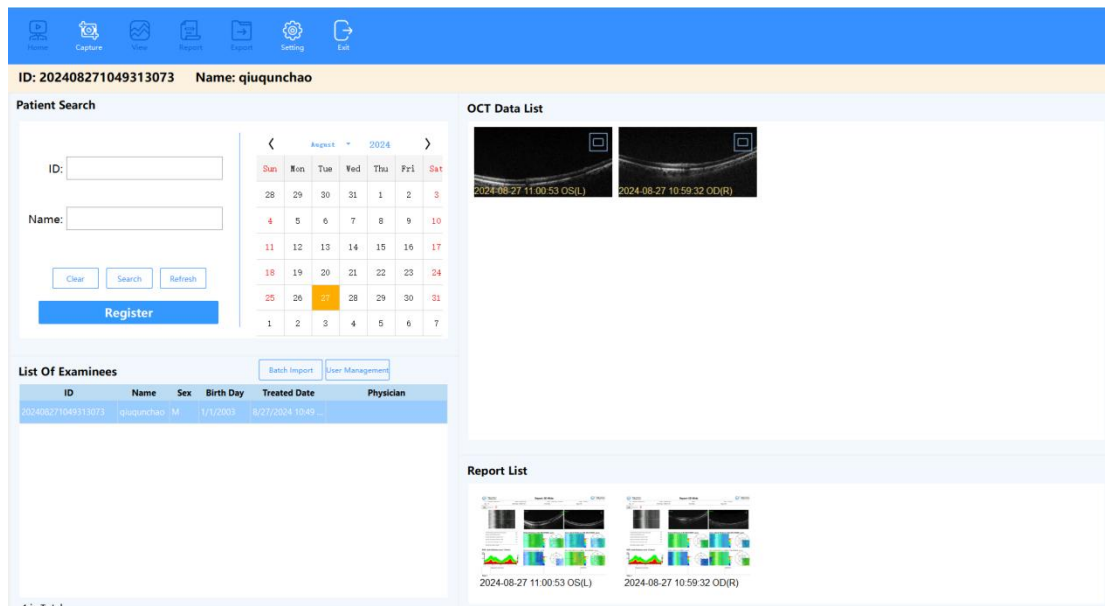 Home Capture View Report Export Setting Exit
ID: 202408271049313073 Name: qiuqunchao
Patient Search
ID:
Name:
Clear Search Refresh
Register
August 2024
Sun Mon Tue Wed Thu Fri Sat
28 29 30 31 1 2 3
4 5 6 7 8 9 10
11 12 13 14 15 16 17
18 19 20 21 22 23 24
25 26 27 28 29 30 31
1 2 3 4 5 6 7
List Of Examinees
Batch Import User Management
ID Name Sex Birth Day Treated Date Physician
202408271049313073 qiuqunchao M 1/1/2003 8/27/2024 10:49 ...
OCT Data List
2024-08-27 11:00:53 OS(L) 2024-08-27 10:59:32 OD(R)
Report List
2024-08-27 11:00:53 OS(L) 2024-08-27 10:59:32 OD(R)